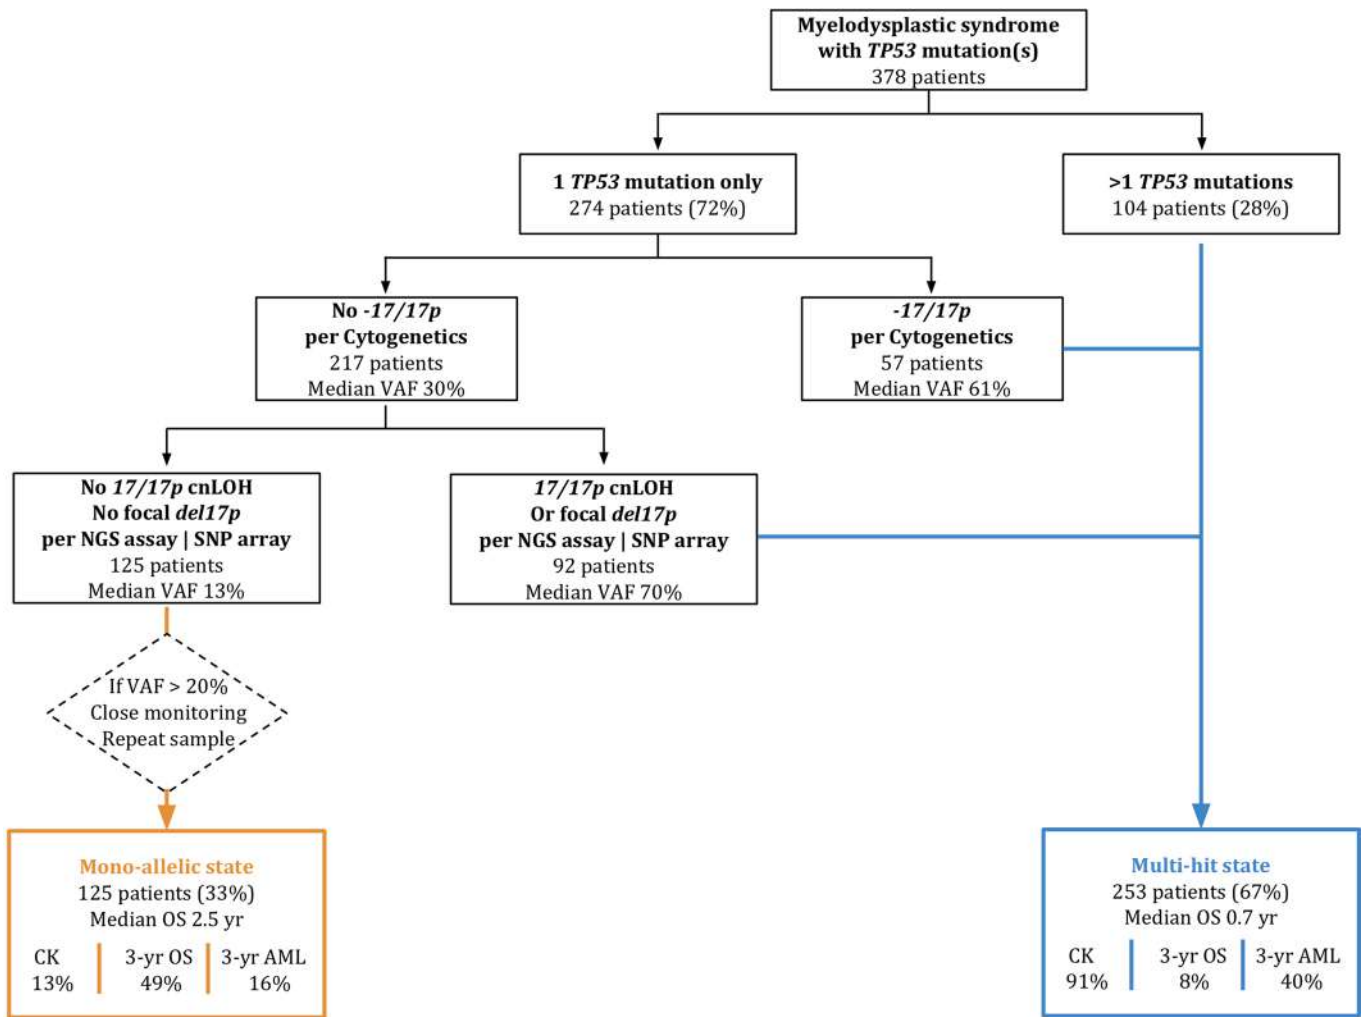 Myelodysplastic syndrome
with TP53 mutation(s)
378 patients
1 TP53 mutation only
274 patients (72%)
>1 TP53 mutations
104 patients (28%)
No -17/17p
per Cytogenetics
217 patients
Median VAF 30%
-17/17p
per Cytogenetics
57 patients
Median VAF 61%
No 17/17p cnLOH
No focal del17p
per NGS assay | SNP array
125 patients
Median VAF 13%
17/17p cnLOH
Or focal del17p
per NGS assay | SNP array
92 patients
Median VAF 70%
If VAF > 20%
Close monitoring
Repeat sample
Mono-allelic state
125 patients (33%)
Median OS 2.5 yr
CK 3-yr OS 3-yr AML
13% 49% 16%
Multi-hit state
253 patients (67%)
Median OS 0.7 yr
CK 3-yr OS 3-yr AML
91% 8% 40%